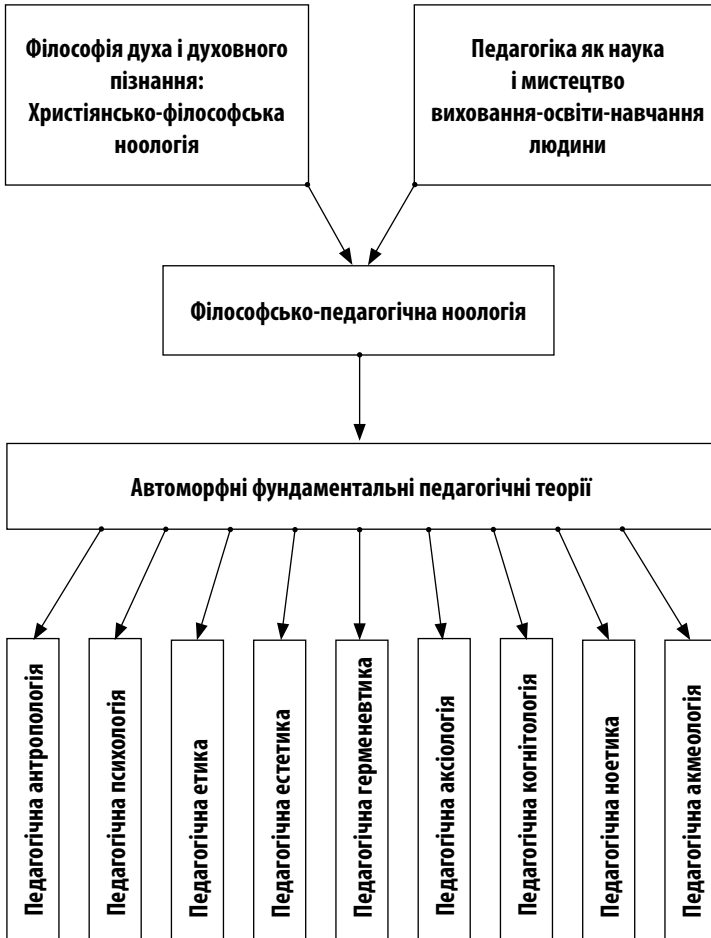 Філософія духа і духовного
пізнання:
Християнсько-філософська
ноологія
Педагогіка як наука
і мистецтво
виховання-освіти-навчання
людини
Філософсько-педагогічна ноологія
Автоморфні фундаментальні педагогічні теорії
Педагогічна антропологія
Педагогічна психологія
Педагогічна етика
Педагогічна естетика
Педагогічна герменевтика
Педагогічна аксіологія
Педагогічна когнітологія
Педагогічна ноетика
Педагогічна акмеологія